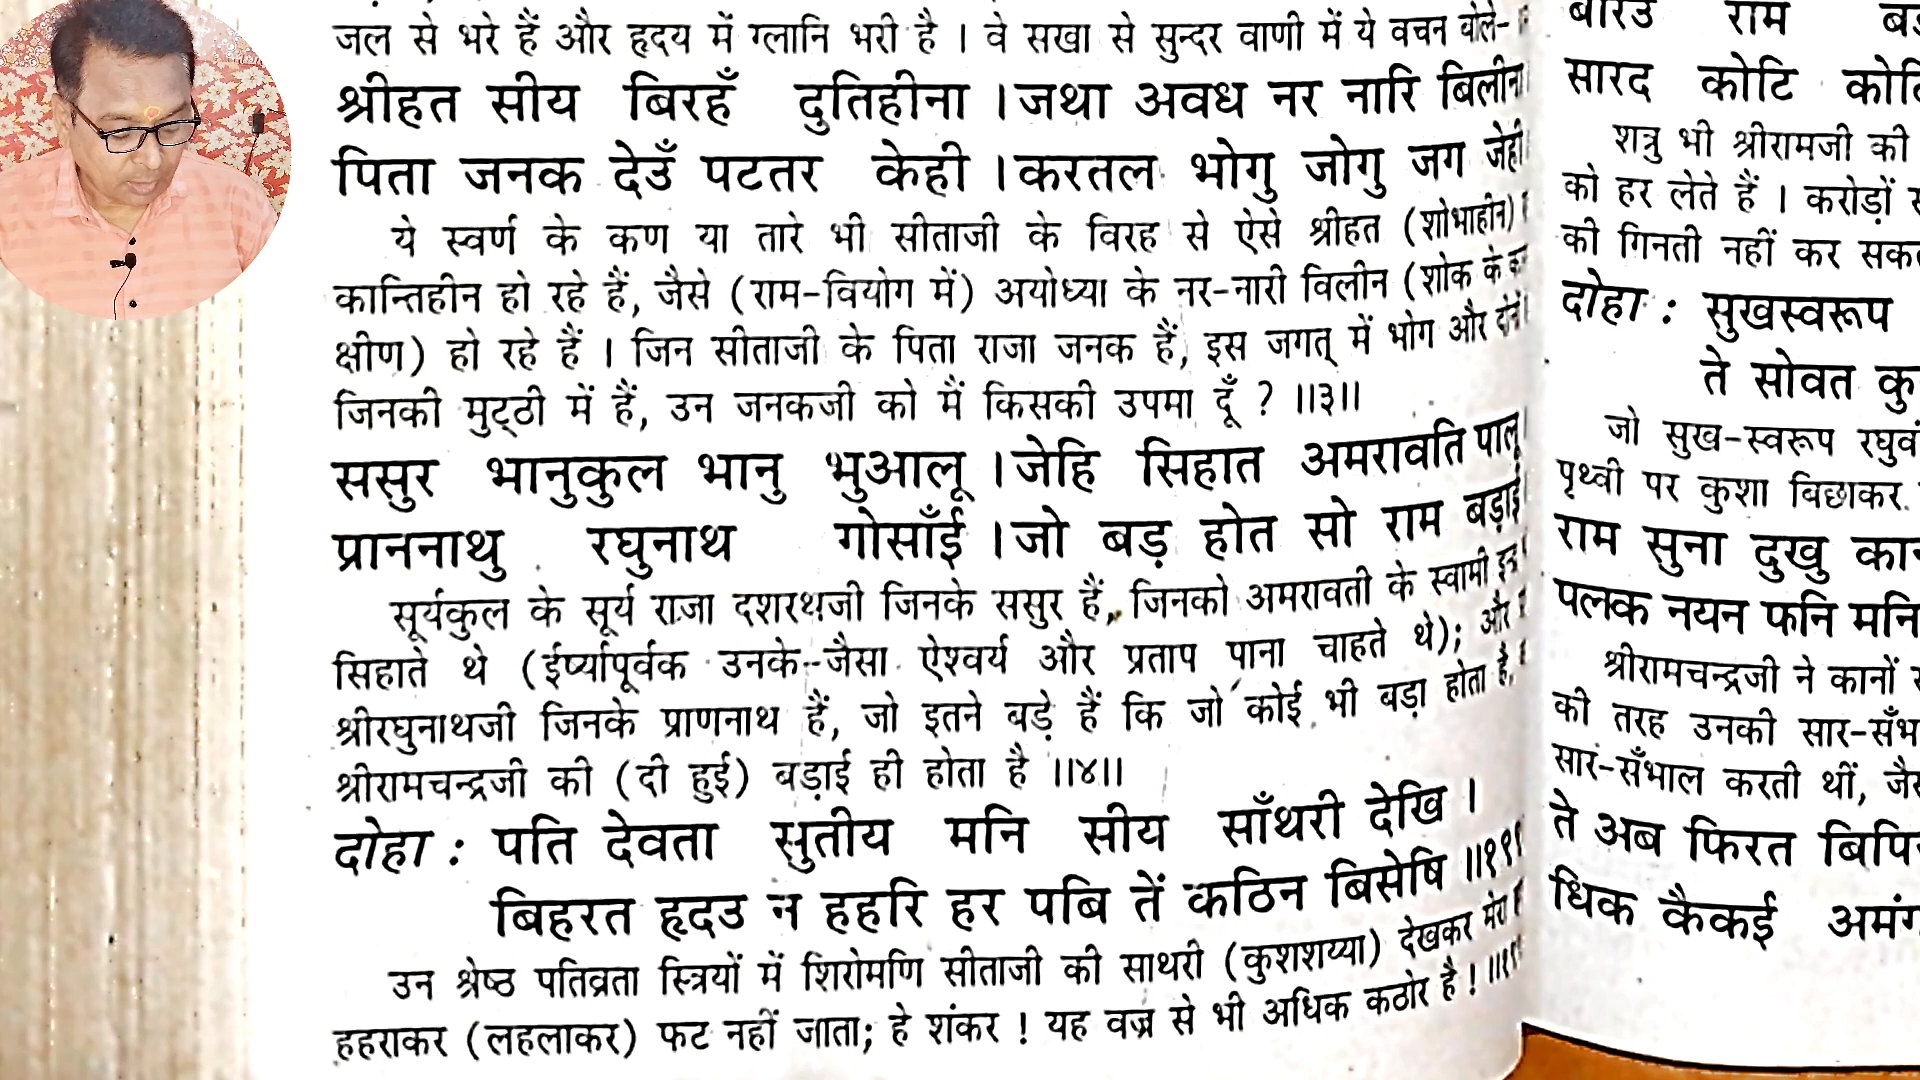 जल से भरे हैं और हृदय में ग्लानि भरी है । वे सखा से सुन्दर वाणी में ये वचन बोले-
श्रीहत सीय बिरहँ दुतिहीना । जथा अवध नर नारि बिलीना
पिता जनक देउँ पटतर केही । करतल भोगु जोगु जग जेही
ये स्वर्ण के कण या तारे भी सीताजी के विरह से ऐसे श्रीहत (शोभाहीन)
कान्तिहीन हो रहे हैं, जैसे (राम-वियोग में) अयोध्या के नर-नारी विलीन (शोक के
क्षीण) हो रहे हैं । जिन सीताजी के पिता राजा जनक हैं, इस जगत् में भोग और
जिनकी मुट्ठी में हैं, उन जनकजी को मैं किसकी उपमा दूँ ? ॥३॥
ससुर भानुकुल भानु भुआलू । जेहि सिहात अमरावति पालू
प्राननाथु रघुनाथ गोसाँई । जो बड़ होत सो राम बड़ाई
सूर्यकुल के सूर्य राजा दशरथजी जिनके ससुर हैं, जिनको अमरावती के स्वामी
सिहाते थे (ईर्ष्यापूर्वक उनके-जैसा ऐश्वर्य और प्रताप पाना चाहते थे); और
श्रीरघुनाथजी जिनके प्राणनाथ हैं, जो इतने बड़े हैं कि जो कोई भी बड़ा होता है,
श्रीरामचन्द्रजी की (दी हुई) बड़ाई ही होता है ॥४॥
दोहा : पति देवता सुतीय मनि सीय साँथरी देखि ।
बिहरत हृदउ न हहरि हर पबि तें कठिन बिसेषि ॥१९९
उन श्रेष्ठ पतिव्रता स्त्रियों में शिरोमणि सीताजी की साथरी (कुशशय्या) देखकर मेरा
हहराकर (लहलाकर) फट नहीं जाता; हे शंकर ! यह वज्र से भी अधिक कठोर है !
राम
सारद कोटि
शत्रु भी श्रीरामजी की
को हर लेते हैं । करोड़ों
की गिनती नहीं कर
दोहा : सुखस्वरूप
ते सोवत
जो सुख-स्वरूप
पृथ्वी पर कुशा बिछाकर
राम सुना दुखु
पलक नयन फनि मनि
श्रीरामचन्द्रजी ने कानों
की तरह उनकी
सार-सँभाल करती थीं,
ते अब फिरत
धिक कैकई